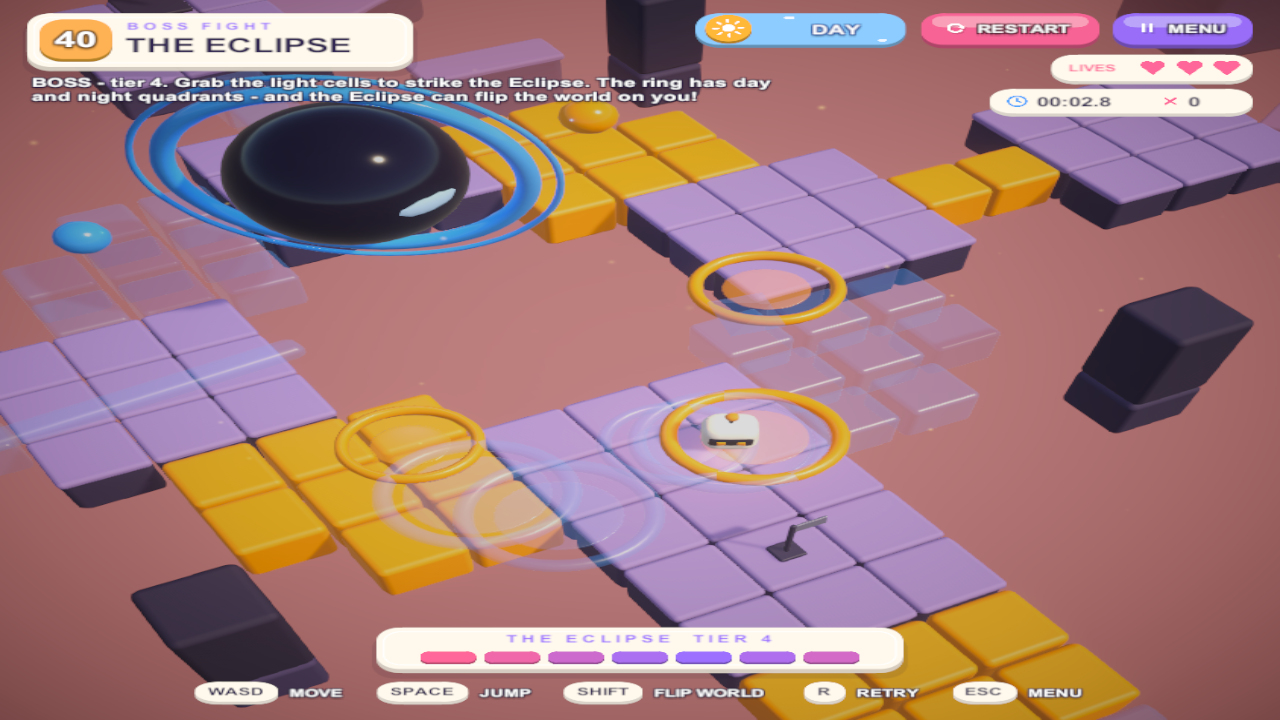 40
BOSS FIGHT
THE ECLIPSE
DAY
RESTART
MENU
LIVES
00:02.8
0
BOSS - tier 4. Grab the light cells to strike the Eclipse. The ring has day
and night quadrants - and the Eclipse can flip the world on you!
THE ECLIPSE TIER 4
WASD MOVE
SPACE JUMP
SHIFT FLIP WORLD
R RETRY
ESC MENU